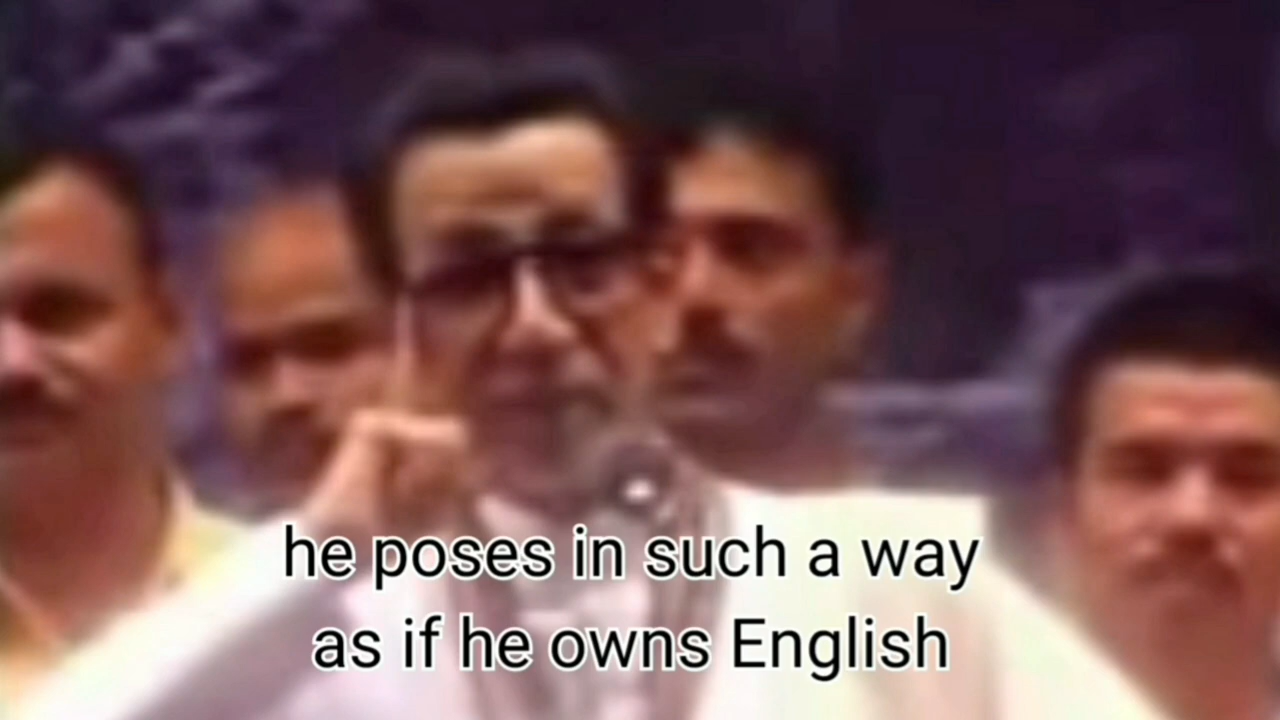 he poses in such a way
as if he owns English